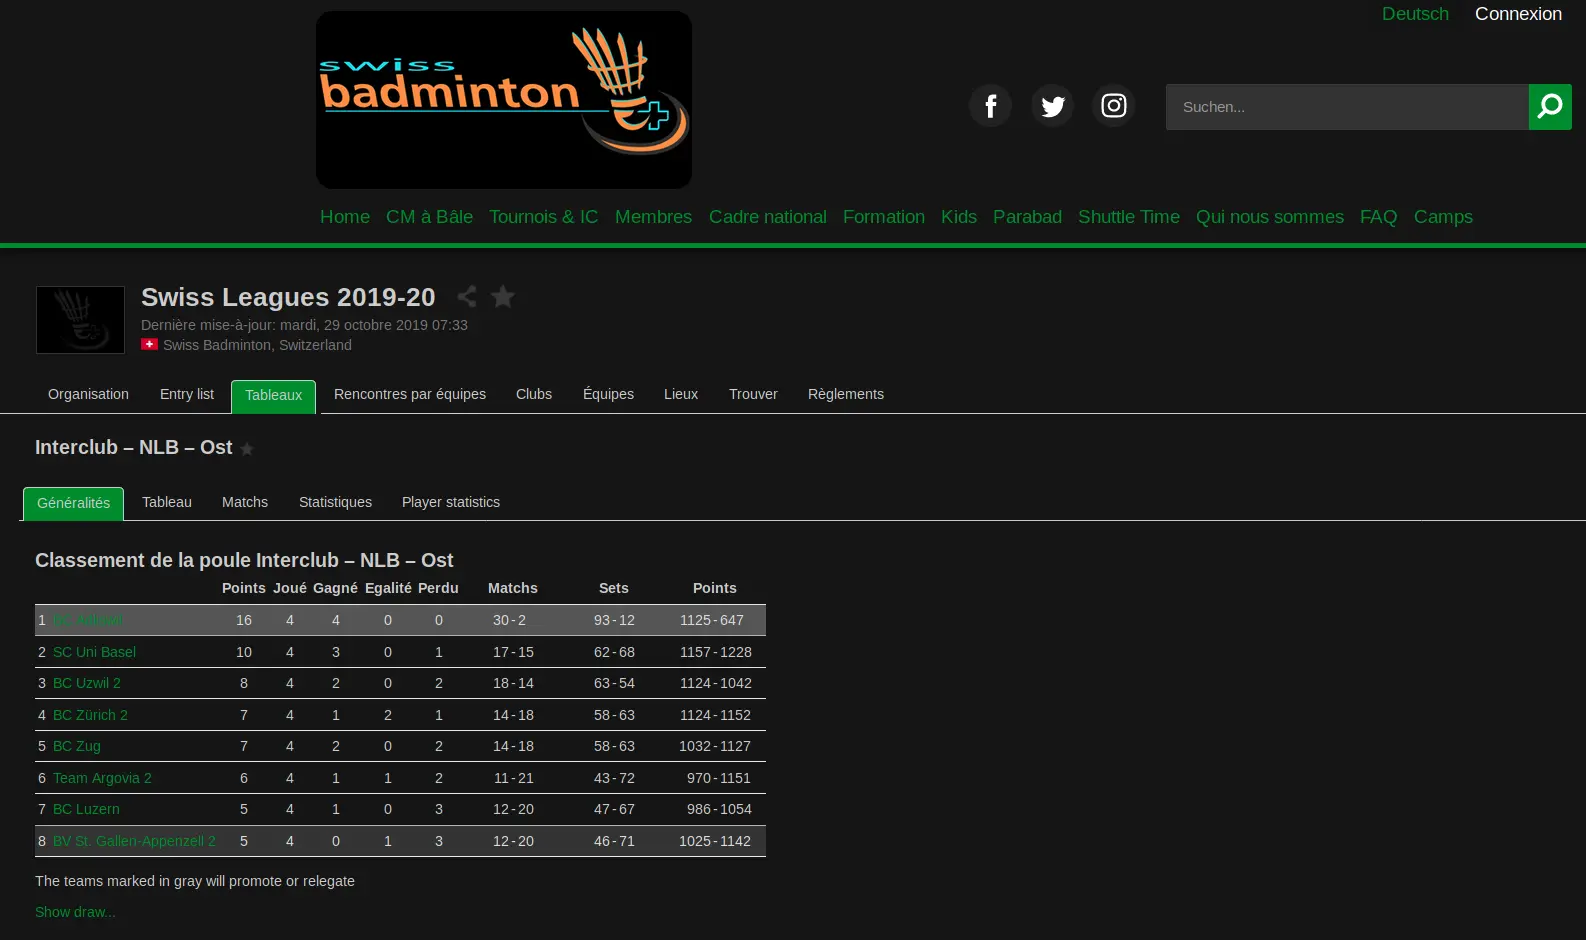 Deutsch Connexion
swiss
badminton
Suchen...
Home CM à Bâle Tournois & IC Membres Cadre national Formation Kids Parabad Shuttle Time Qui nous sommes FAQ Camps
Swiss Leagues 2019-20
Dernière mise-à-jour: mardi, 29 octobre 2019 07:33
Swiss Badminton, Switzerland
Organisation Entry list Tableaux Rencontres par équipes Clubs Équipes Lieux Trouver Règlements
Interclub – NLB – Ost
Généralités Tableau Matchs Statistiques Player statistics
Classement de la poule Interclub – NLB – Ost
Points Joué Gagné Egalité Perdu Matchs Sets Points
1 BC Adliswil 16 4 4 0 0 30-2 93-12 1125-647
2 SC Uni Basel 10 4 3 0 1 17-15 62-68 1157-1228
3 BC Uzwil 2 8 4 2 0 2 18-14 63-54 1124-1042
4 BC Zürich 2 7 4 1 2 1 14-18 58-63 1124-1152
5 BC Zug 7 4 2 0 2 14-18 58-63 1032-1127
6 Team Argovia 2 6 4 1 1 2 11-21 43-72 970-1151
7 BC Luzern 5 4 1 0 3 12-20 47-67 986-1054
8 BV St. Gallen-Appenzell 2 5 4 0 1 3 12-20 46-71 1025-1142
The teams marked in gray will promote or relegate
Show draw...